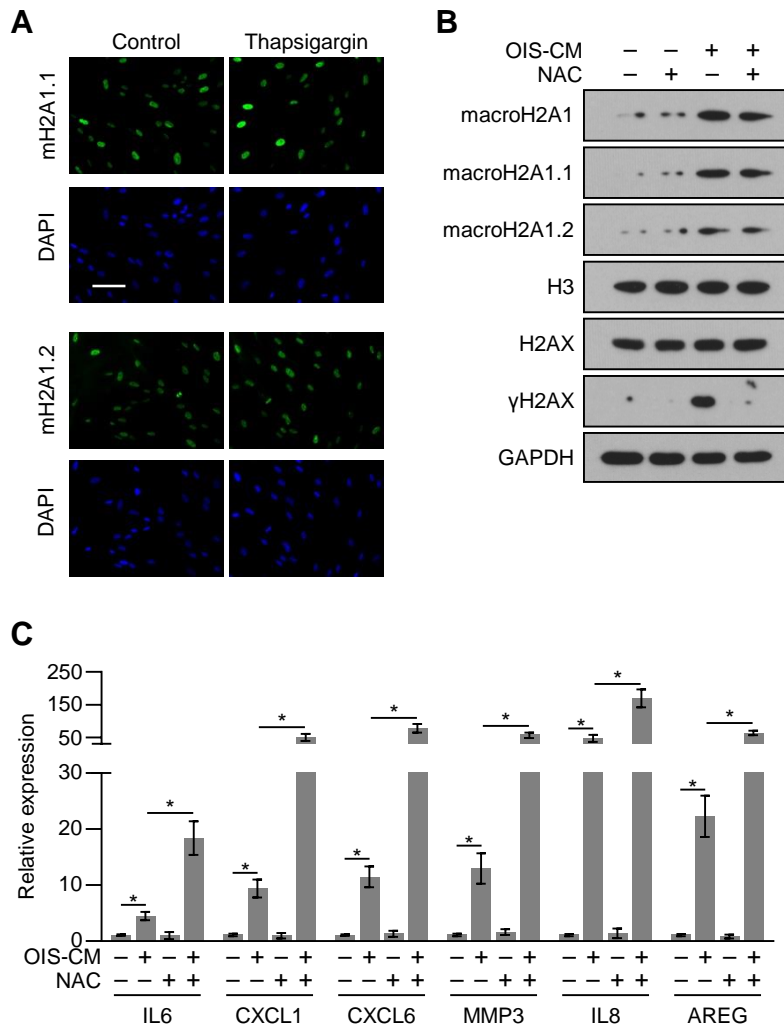 A
Control Thapsigargin
mH2A1.1
DAPI
mH2A1.2
DAPI
B
OIS-CM – – + +
NAC – + – +
macroH2A1
macroH2A1.1
macroH2A1.2
H3
H2AX
γH2AX
GAPDH
C
Relative expression
250
150
50
30
20
10
0
* * * * * * * * * * * *
OIS-CM – + – + – + – + – + – + – + – + – + – + – + – +
NAC – – + + – – + + – – + + – – + + – – + + – – + +
IL6 CXCL1 CXCL6 MMP3 IL8 AREG